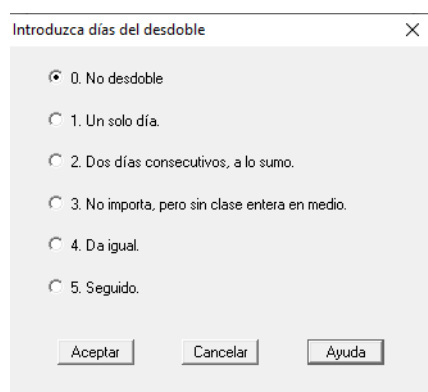 Introduzca días del desdoble
0. No desdoble
1. Un solo día.
2. Dos días consecutivos, a lo sumo.
3. No importa, pero sin clase entera en medio.
4. Da igual.
5. Seguido.
Aceptar Cancelar Ayuda